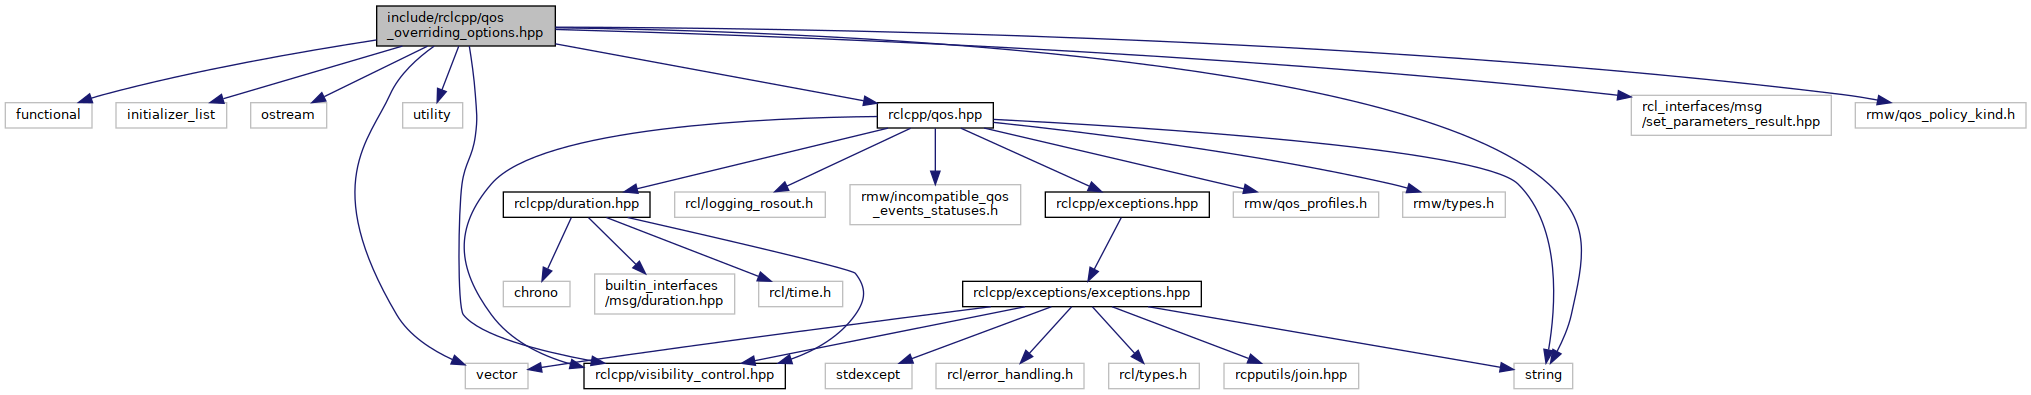 include/rclcpp/qos
_overriding_options.hpp
functional
initializer_list
ostream
utility
rclcpp/qos.hpp
rcl_interfaces/msg
/set_parameters_result.hpp
rmw/qos_policy_kind.h
rclcpp/duration.hpp
rcl/logging_rosout.h
rmw/incompatible_qos
_events_statuses.h
rclcpp/exceptions.hpp
rmw/qos_profiles.h
rmw/types.h
chrono
builtin_interfaces
/msg/duration.hpp
rcl/time.h
rclcpp/exceptions/exceptions.hpp
vector
rclcpp/visibility_control.hpp
stdexcept
rcl/error_handling.h
rcl/types.h
rcpputils/join.hpp
string